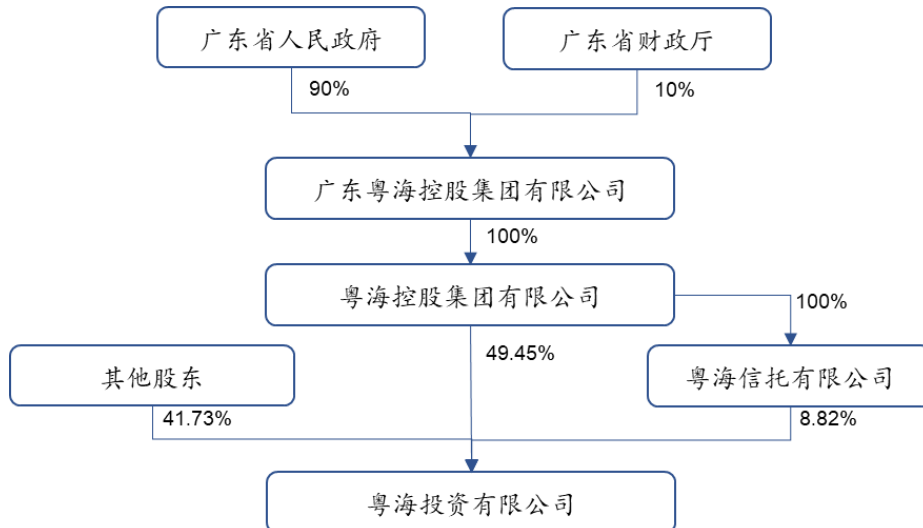 广东省人民政府
广东省财政厅
90%
10%
广东粤海控股集团有限公司
100%
粤海控股集团有限公司
100%
49.45%
其他股东
粤海信托有限公司
41.73%
8.82%
粤海投资有限公司